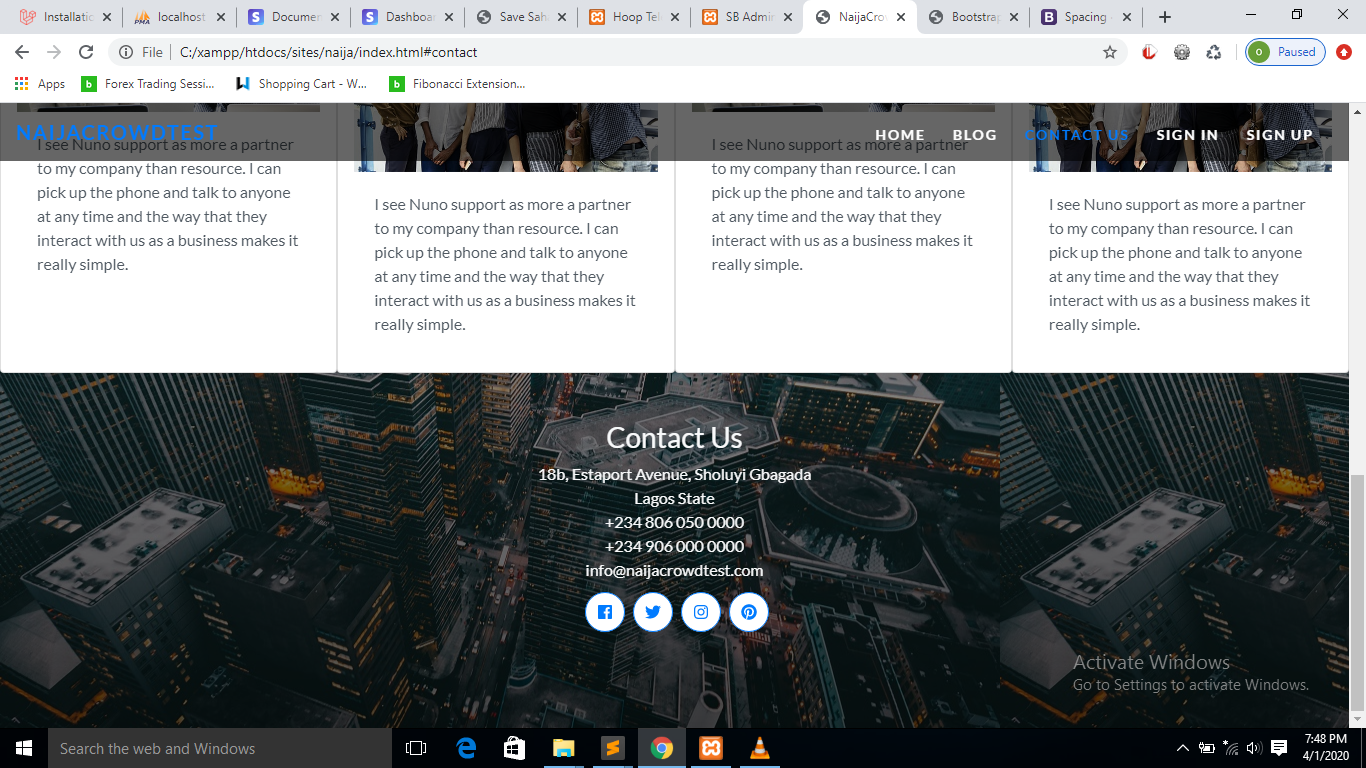 Installatio
localhost
Documen
Dashboa
Save Sah
Hoop Tel
SB Admi
NaijaCro
Bootstrap
Spacing
File
C:/xampp/htdocs/sites/naija/index.html#contact
Paused
Apps
Forex Trading Sessi...
Shopping Cart - W...
Fibonacci Extension...
NAIJACROWDTEST
HOME
BLOG
CONTACT US
SIGN IN
SIGN UP
I see Nuno support as more a partner
to my company than resource. I can
pick up the phone and talk to anyone
at any time and the way that they
interact with us as a business makes it
really simple.
I see Nuno support as more a partner
to my company than resource. I can
pick up the phone and talk to anyone
at any time and the way that they
interact with us as a business makes it
really simple.
I see Nuno support as more a partner
to my company than resource. I can
pick up the phone and talk to anyone
at any time and the way that they
interact with us as a business makes it
really simple.
I see Nuno support as more a partner
to my company than resource. I can
pick up the phone and talk to anyone
at any time and the way that they
interact with us as a business makes it
really simple.
Contact Us
18b, Estaport Avenue, Sholuyi Gbagada
Lagos State
+234 806 050 0000
+234 906 000 0000
info@naijacrowdtest.com
Activate Windows
Go to Settings to activate Windows.
Search the web and Windows
7:48 PM
4/1/2020